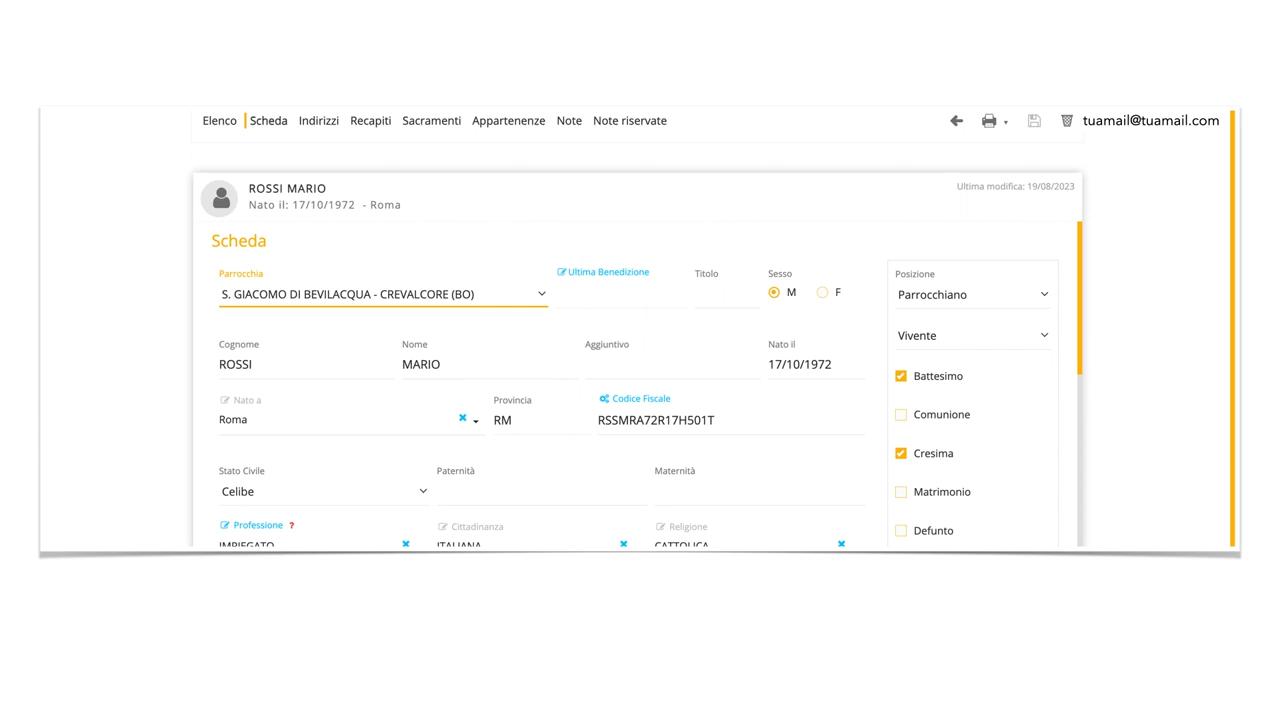 Elenco Scheda Indirizzi Recapiti Sacramenti Appartenenze Note Note riservate tuamail@tuamail.com
ROSSI MARIO
Ultima modifica: 19/08/2023
Nato il: 17/10/1972 - Roma
Scheda
Parrocchia Ultima Benedizione Titolo Sesso Posizione
S. GIACOMO DI BEVILACQUA - CREVALCORE (BO) M F Parrocchiano
Vivente
Cognome Nome Aggiuntivo Nato il
ROSSI MARIO 17/10/1972
Battesimo
Nato a Provincia Codice Fiscale
Roma RM RSSMRA72R17H501T
Comunione
Cresima
Stato Civile Paternità Maternità
Celibe Matrimonio
Professione ? Cittadinanza Religione
Defunto
IMPIEGATO ITALIANA CATTOLICA